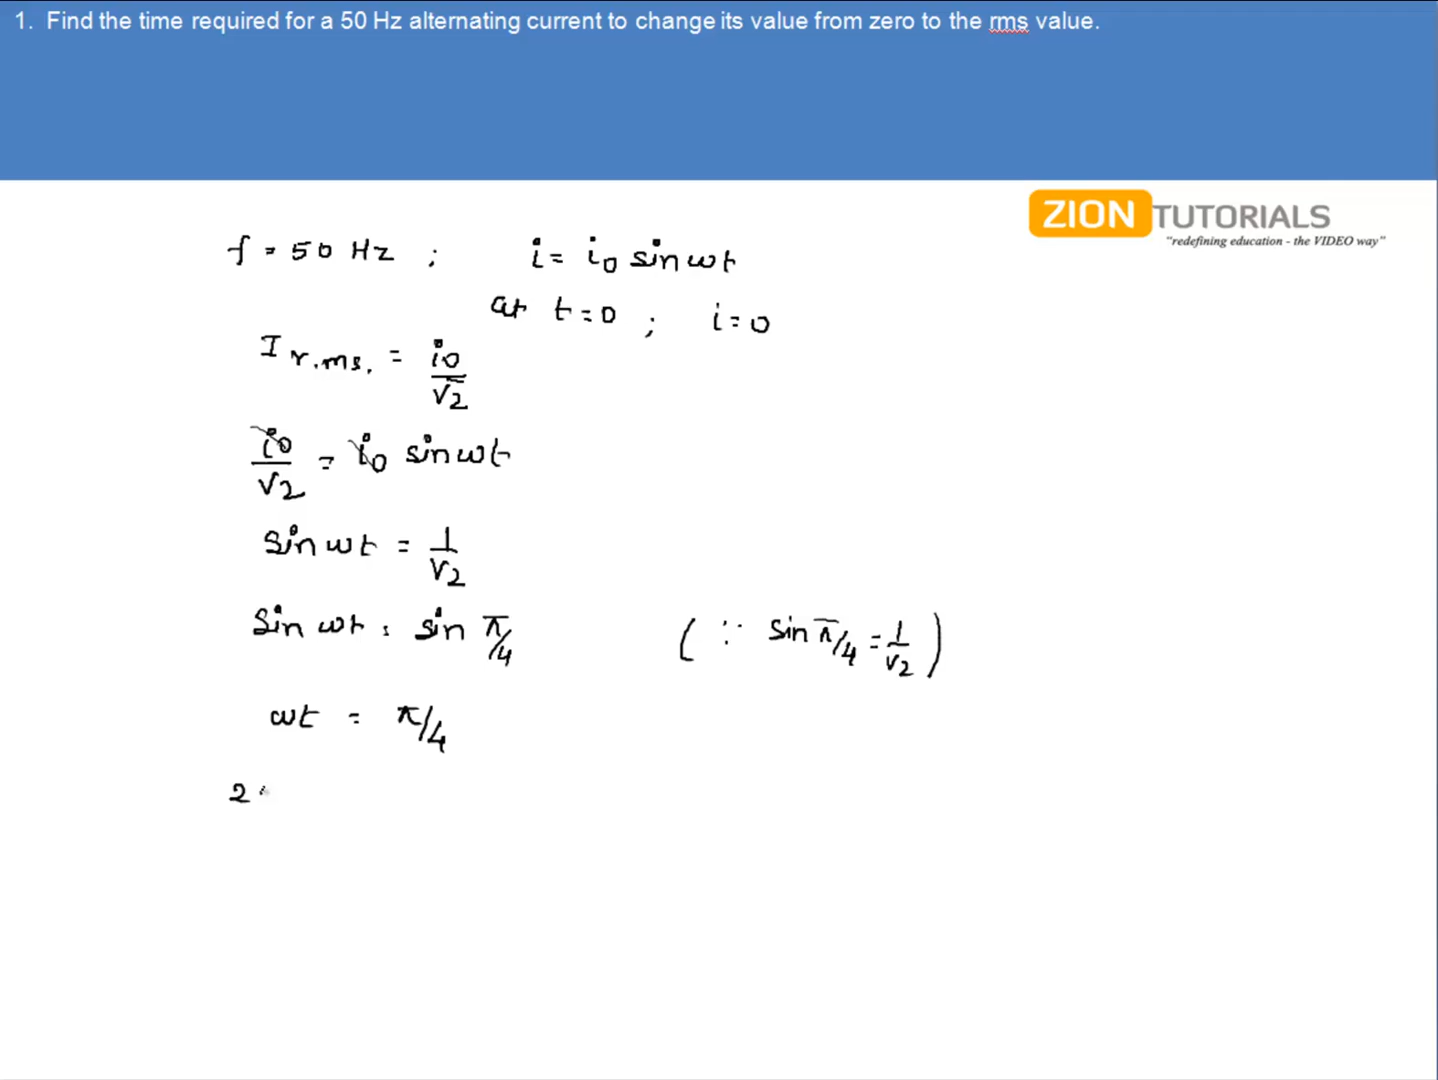 1. Find the time required for a 50 Hz alternating current to change its value from zero to the rms value.
ZION TUTORIALS
"redefining education - the VIDEO way"
f = 50 Hz ; i = i₀ sin ωt
at t = 0 ; i = 0
I r.ms. = i₀/√2
i₀/√2 = i₀ sin ωt
sin ωt = 1/√2
sin ωt = sin π/4 (∵ sin π/4 = 1/√2)
ωt = π/4
2